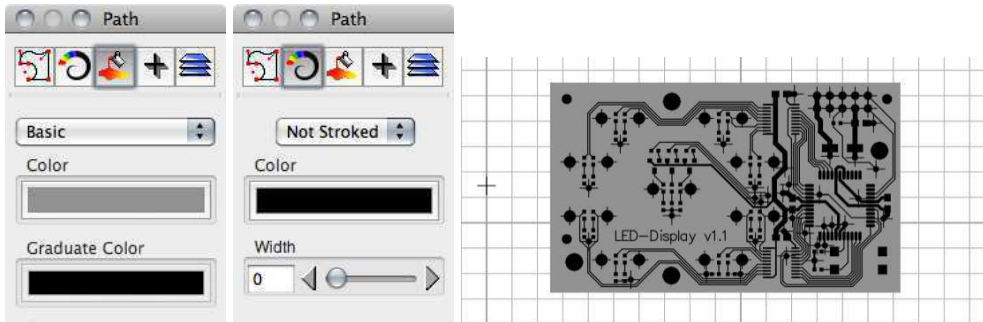 Path
Basic
Color
Graduate Color
Path
Not Stroked
Color
Width
0
LED-Display v1.1